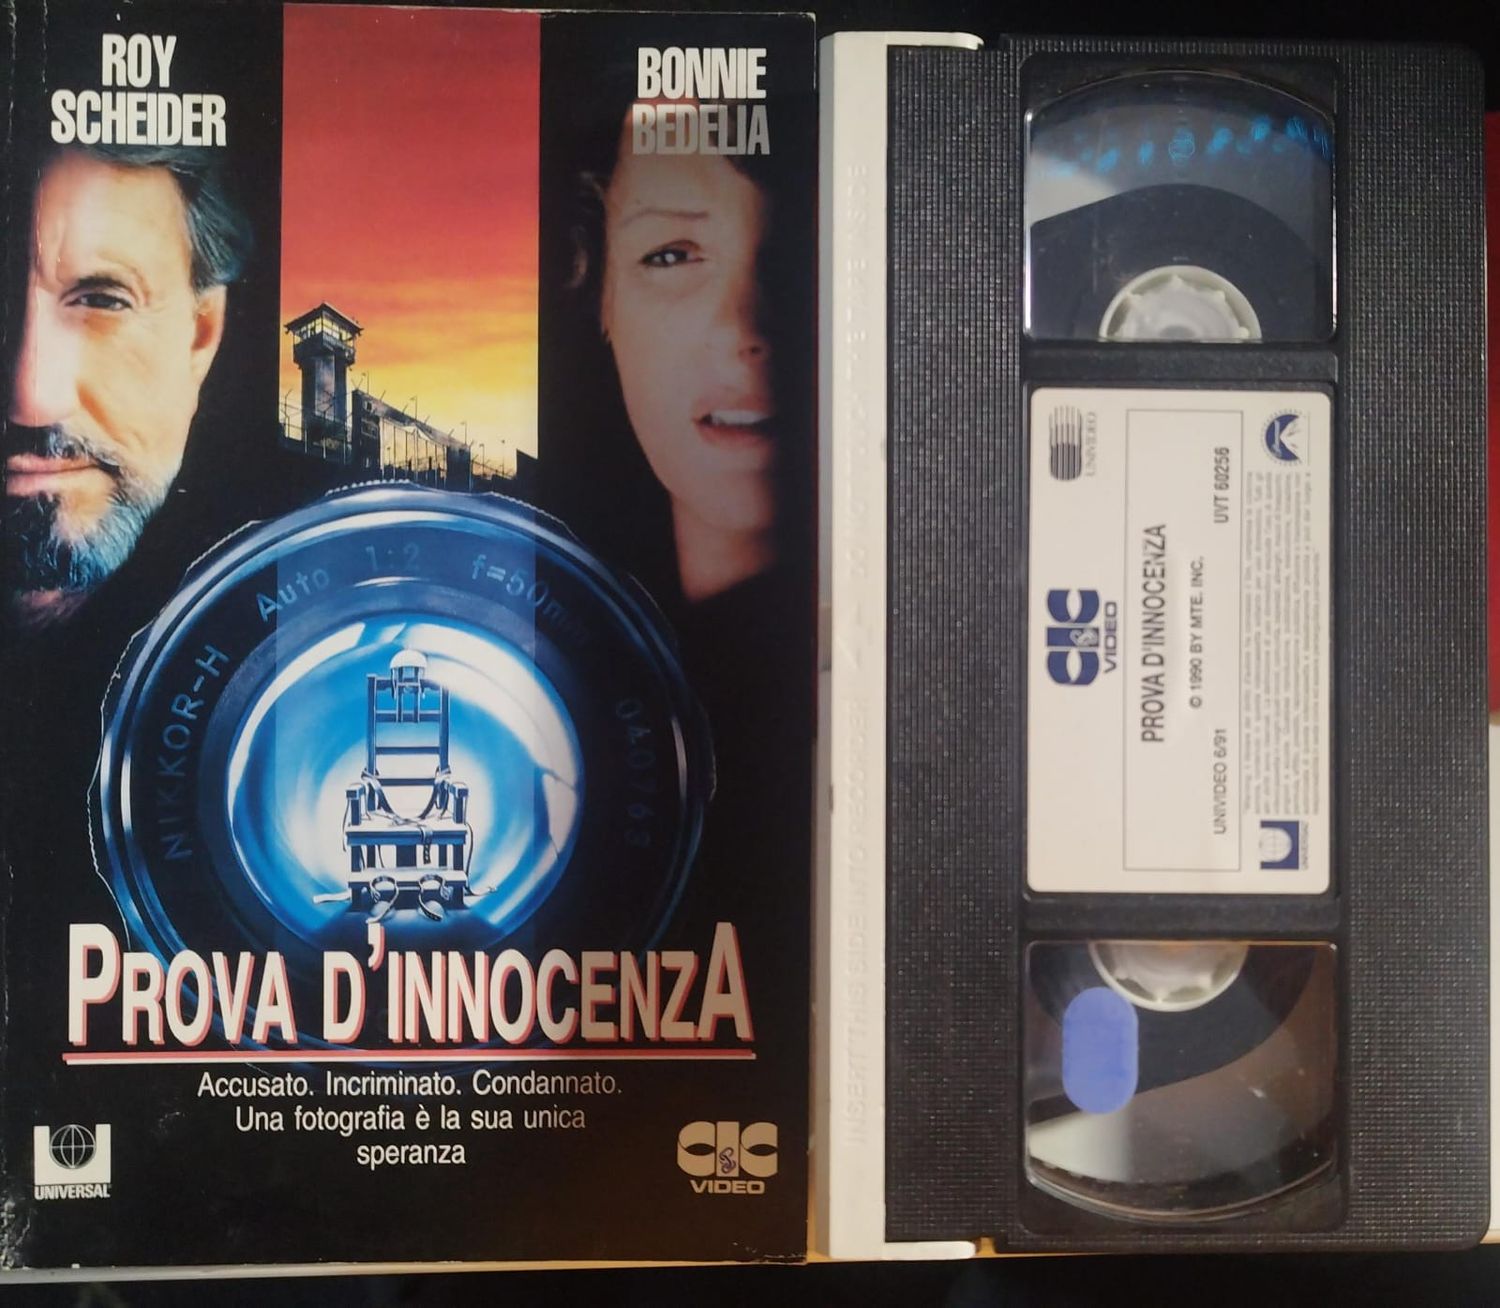 ROY
SCHEIDER
BONNIE
BEDELIA
NIKKOR-H Auto 1:2 f=50mm
PROVA D'INNOCENZA
Accusato. Incriminato. Condannato.
Una fotografia è la sua unica
speranza
UNIVERSAL
CIC
VIDEO
UNIVIDEO
CIC
VIDEO
PROVA D'INNOCENZA
© 1990 BY MTE. INC.
UNIVIDEO 6/91
UVT 60256
UNIVERSAL
INSERT THIS SIDE INTO RECORDER